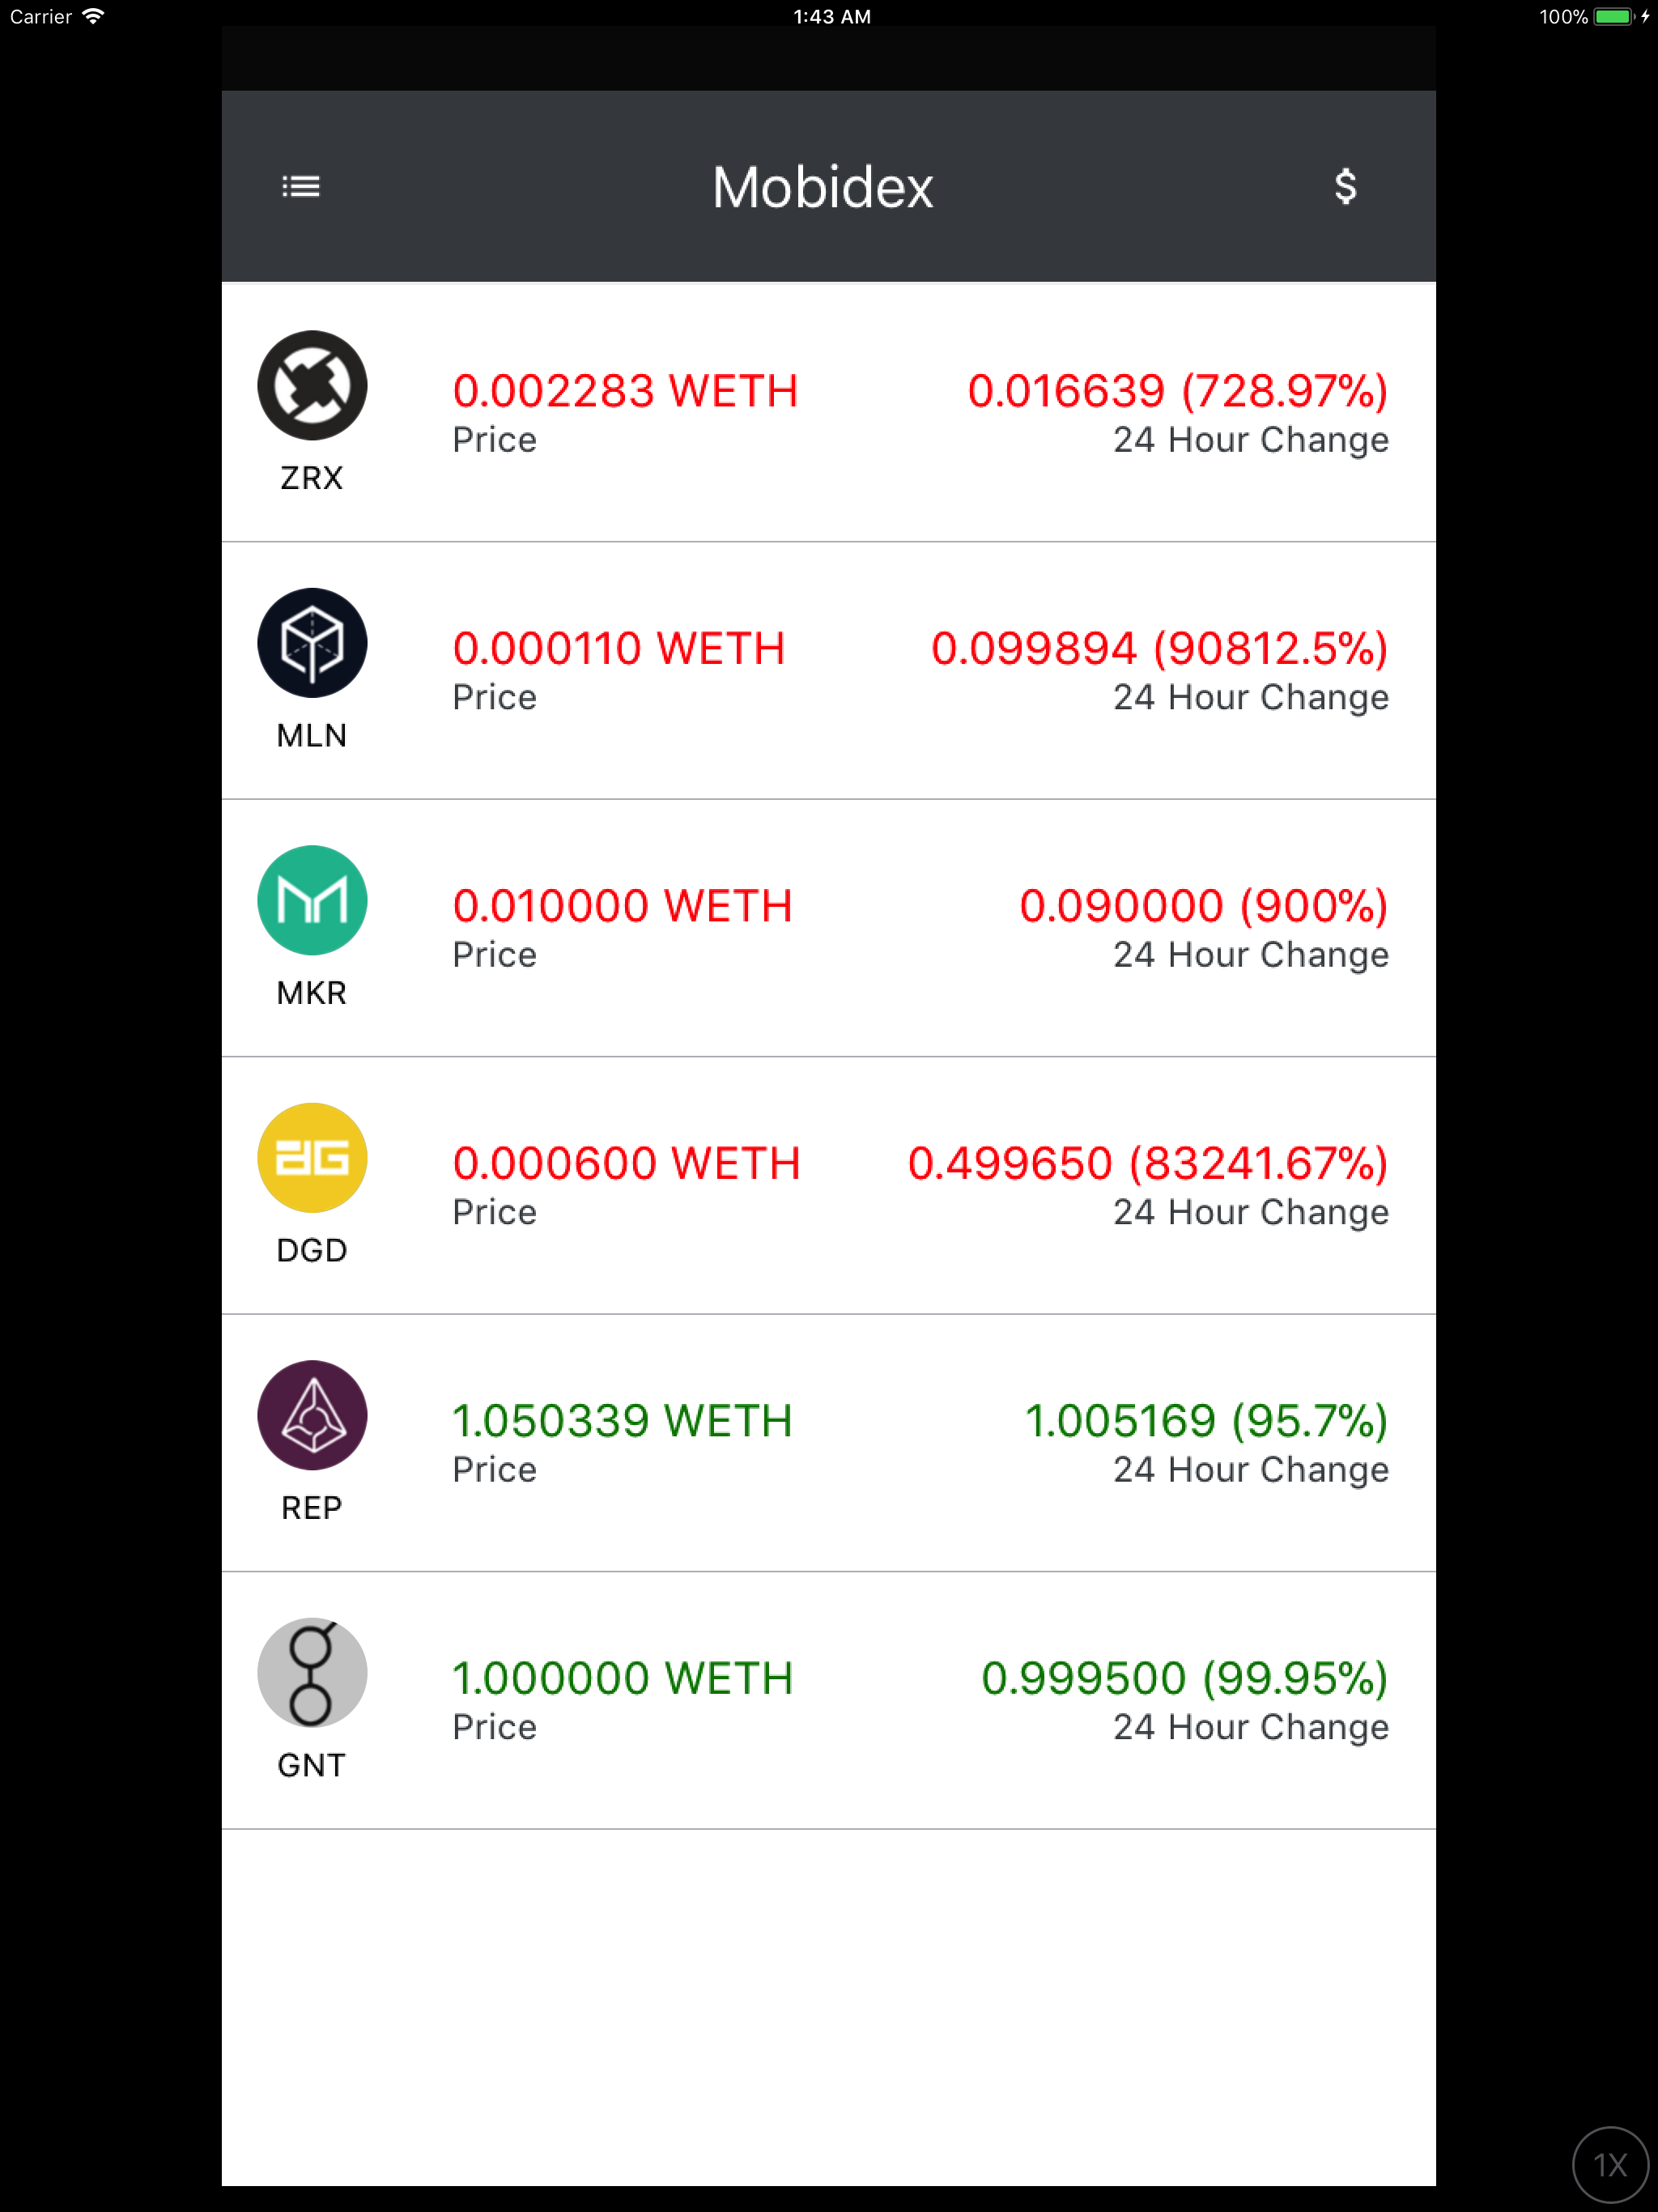 Carrier 1:43 AM 100%
Mobidex $
0.002283 WETH 0.016639 (728.97%)
Price 24 Hour Change
ZRX
0.000110 WETH 0.099894 (90812.5%)
Price 24 Hour Change
MLN
0.010000 WETH 0.090000 (900%)
Price 24 Hour Change
MKR
0.000600 WETH 0.499650 (83241.67%)
Price 24 Hour Change
DGD
1.050339 WETH 1.005169 (95.7%)
Price 24 Hour Change
REP
1.000000 WETH 0.999500 (99.95%)
Price 24 Hour Change
GNT
1X